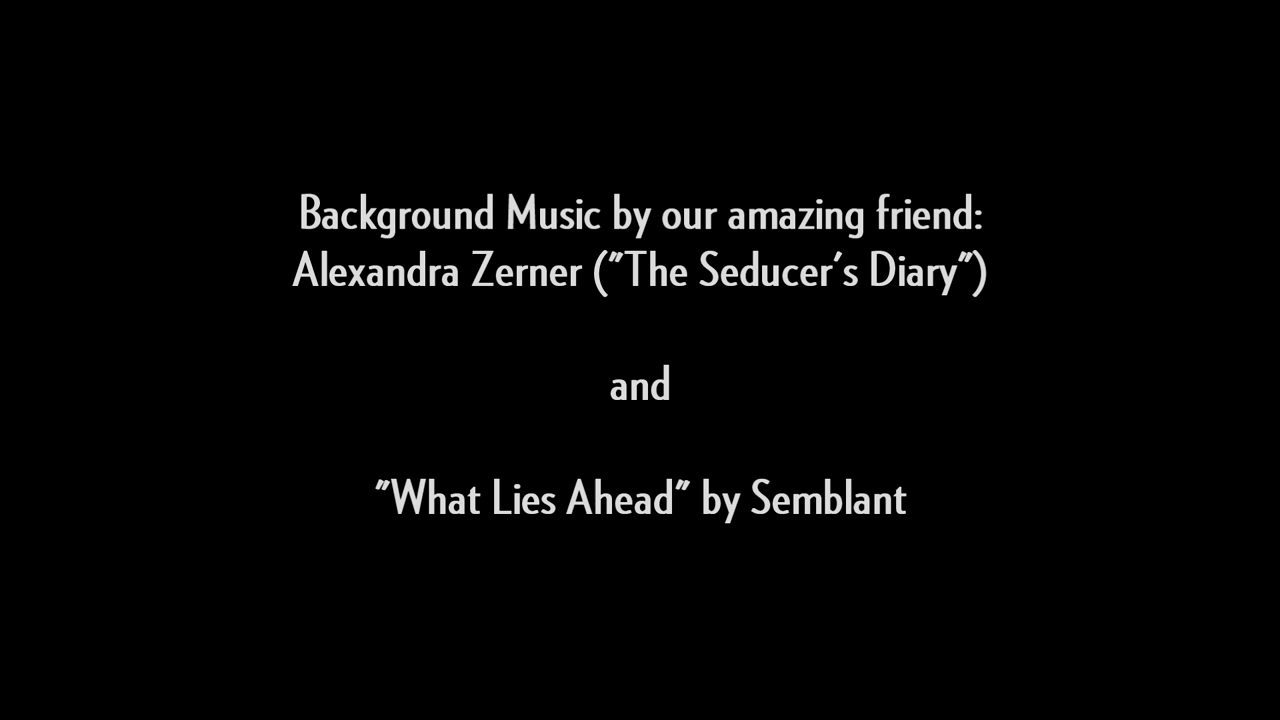 Background Music by our amazing friend:
Alexandra Zerner ("The Seducer's Diary")
and
"What Lies Ahead" by Semblant